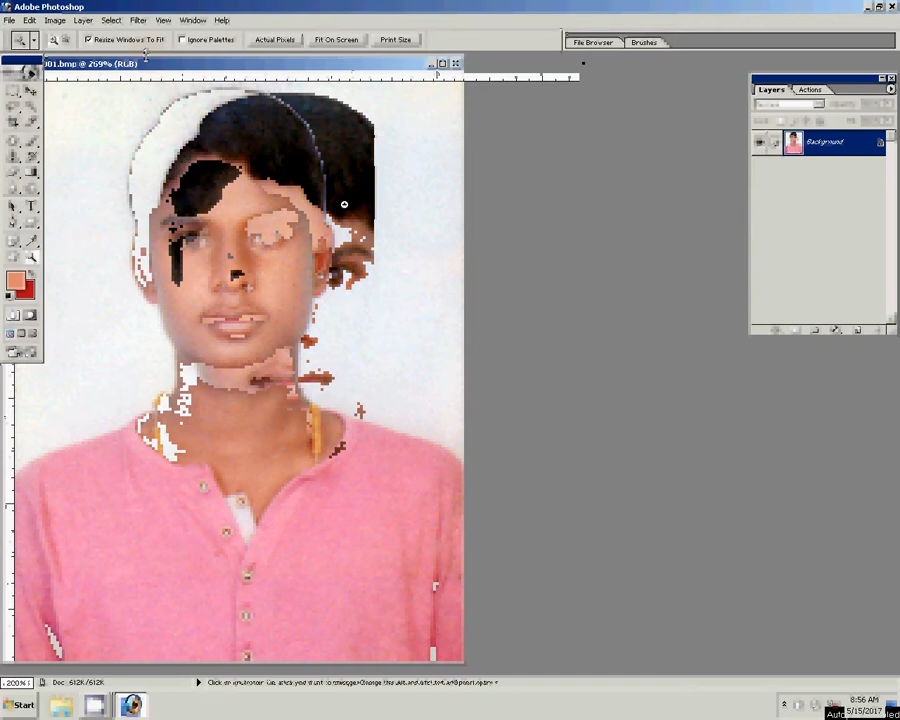 Adobe Photoshop
File Edit Image Layer Select Filter View Window Help
Resize Windows To Fit Ignore Palettes Actual Pixels Fit On Screen Print Size File Browser Brushes
01.bmp @ 269% (RGB)
Layers Actions
Background
T
200% Doc: 612K/612K
Start
8:56 AM
5/15/2017